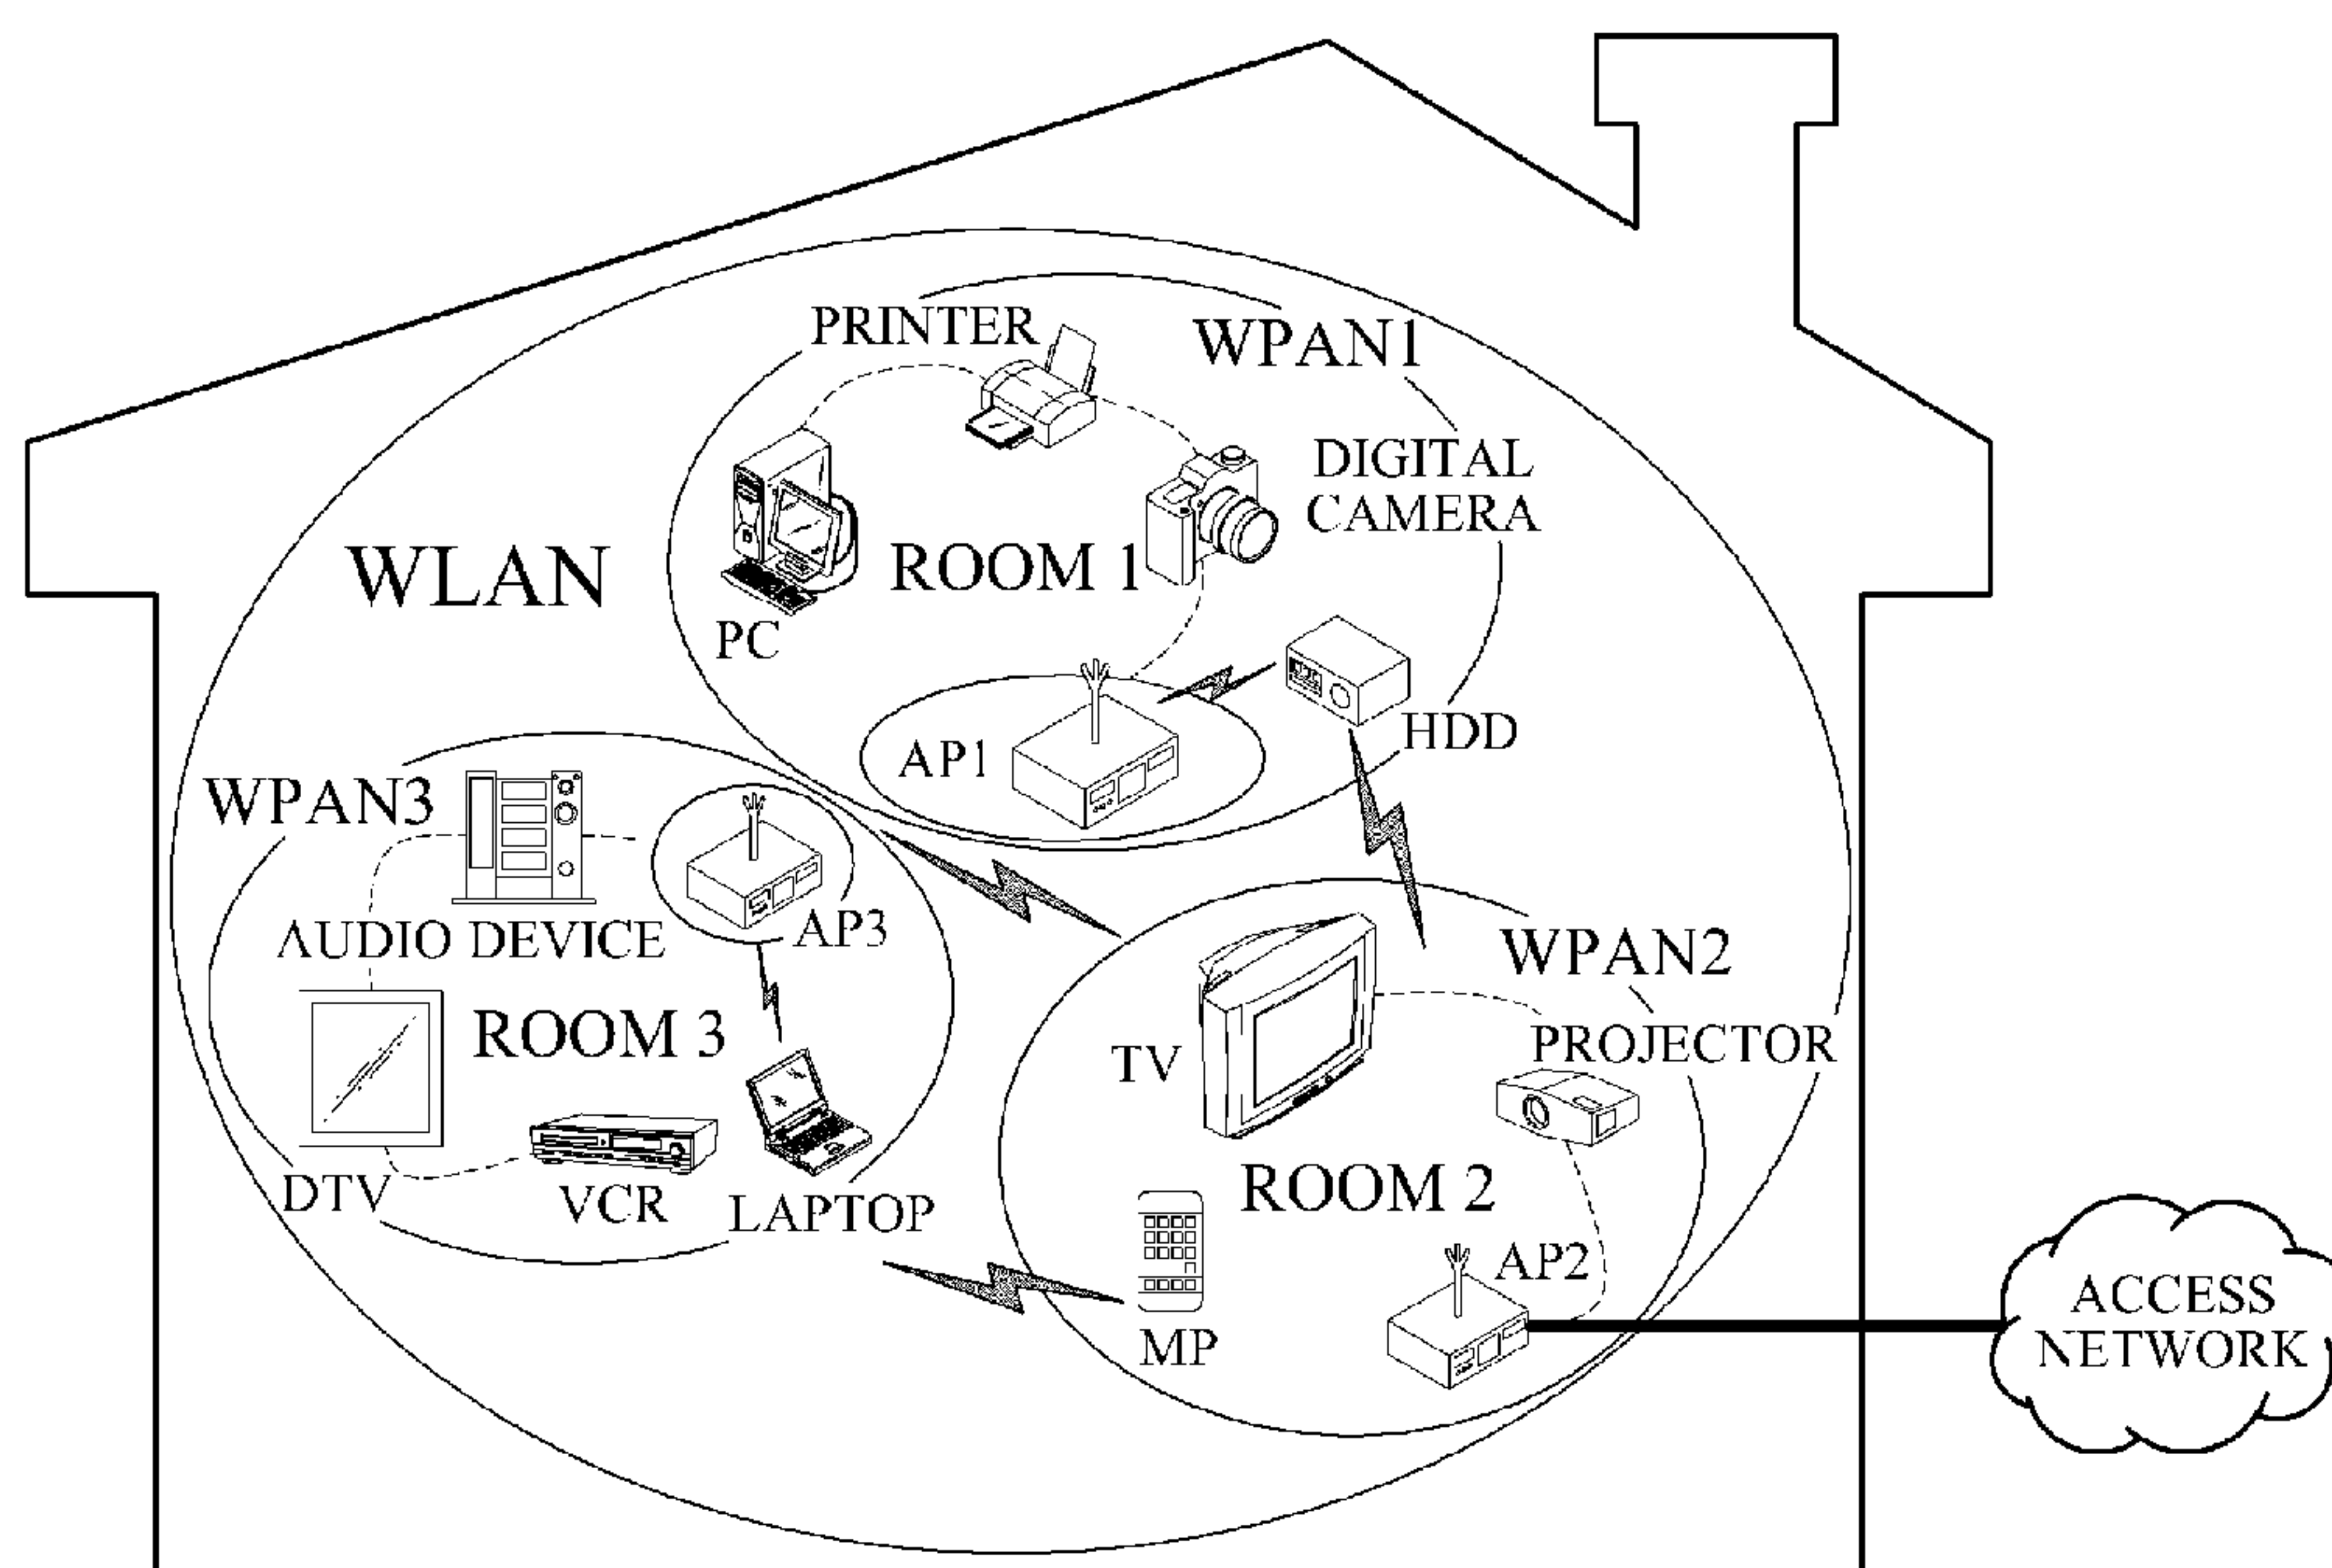 PRINTER
WPAN1
DIGITAL
CAMERA
WLAN
ROOM 1
PC
AP1
HDD
WPAN3
AUDIO DEVICE
AP3
WPAN2
ROOM 3
TV
PROJECTOR
DTV
VCR
LAPTOP
ROOM 2
AP2
MP
ACCESS
NETWORK